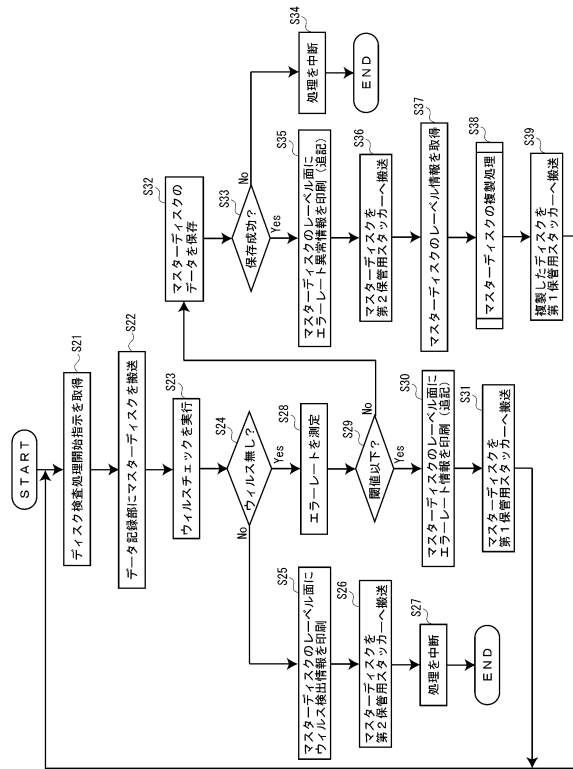 START
S21
ディスク検査処理開始指示を取得
S22
データ記録部にマスターディスクを搬送
S23
ウィルスチェックを実行
S24
ウィルス無し？
No
Yes
S25
マスターディスクのレーベル面に
ウィルス検出情報を印刷
S26
マスターディスクを
第２保管用スタッカーへ搬送
S27
処理を中断
END
S28
エラーレートを測定
S29
閾値以下？
No
Yes
S30
マスターディスクのレーベル面に
エラーレート情報を印刷（追記）
S31
マスターディスクを
第１保管用スタッカーへ搬送
S32
マスターディスクの
データを保存
S33
保存成功？
No
Yes
S34
処理を中断
END
S35
マスターディスクのレーベル面に
エラーレート異常情報を印刷（追記）
S36
マスターディスクを
第２保管用スタッカーへ搬送
S37
マスターディスクのレーベル情報を取得
S38
マスターディスクの複製処理
S39
複製したディスクを
第１保管用スタッカーへ搬送